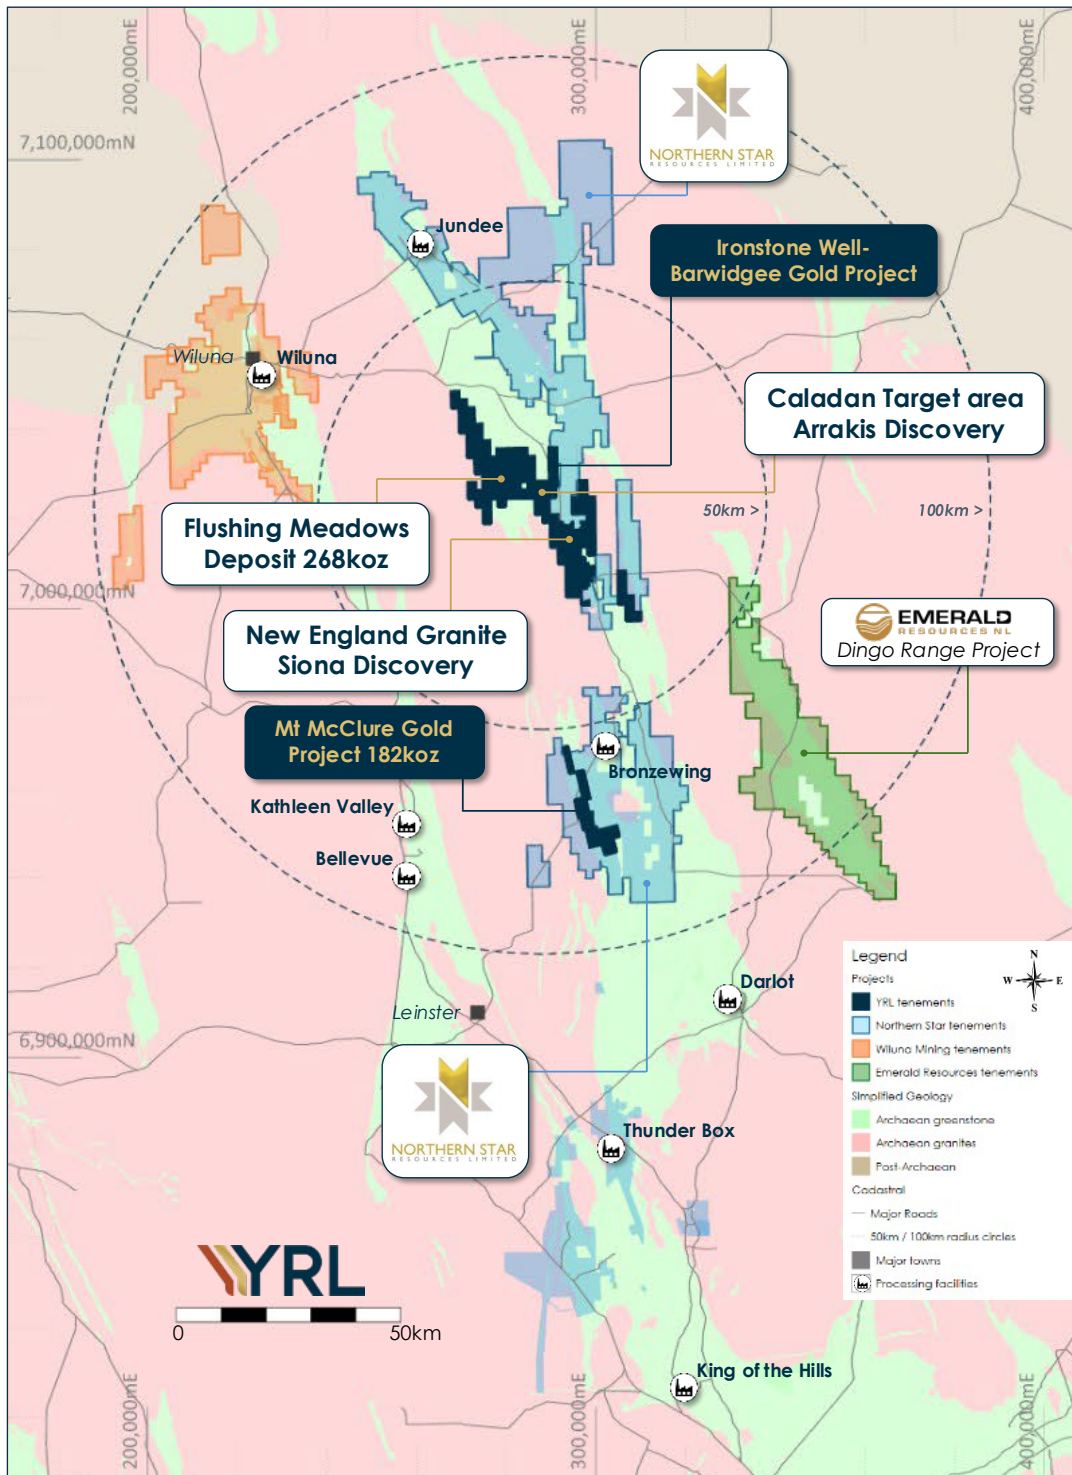 200,000mE
300,000mE
400,000mE
7,100,000mN
NORTHERN STAR
RESOURCES LIMITED
Jundee
Ironstone Well-
Barwidgee Gold Project
Wiluna
Wiluna
Caladan Target area
Arrakis Discovery
50km >
100km >
Flushing Meadows
Deposit 268koz
7,000,000mN
New England Granite
Siona Discovery
EMERALD
RESOURCES NL
Dingo Range Project
Mt McClure Gold
Project 182koz
Bronzewing
Kathleen Valley
Bellevue
Legend
N
W
E
S
Projects
YRL tenements
Northern Star tenements
Wiluna Mining tenements
Emerald Resources tenements
Simplified Geology
Archaean greenstone
Archaean granites
Post-Archaean
Cadastral
Major Roads
50km / 100km radius circles
Major towns
Processing facilities
Darlot
Leinster
6,900,000mN
NORTHERN STAR
RESOURCES LIMITED
Thunder Box
YRL
0
50km
King of the Hills
200,000mE
300,000mE
400,000mE